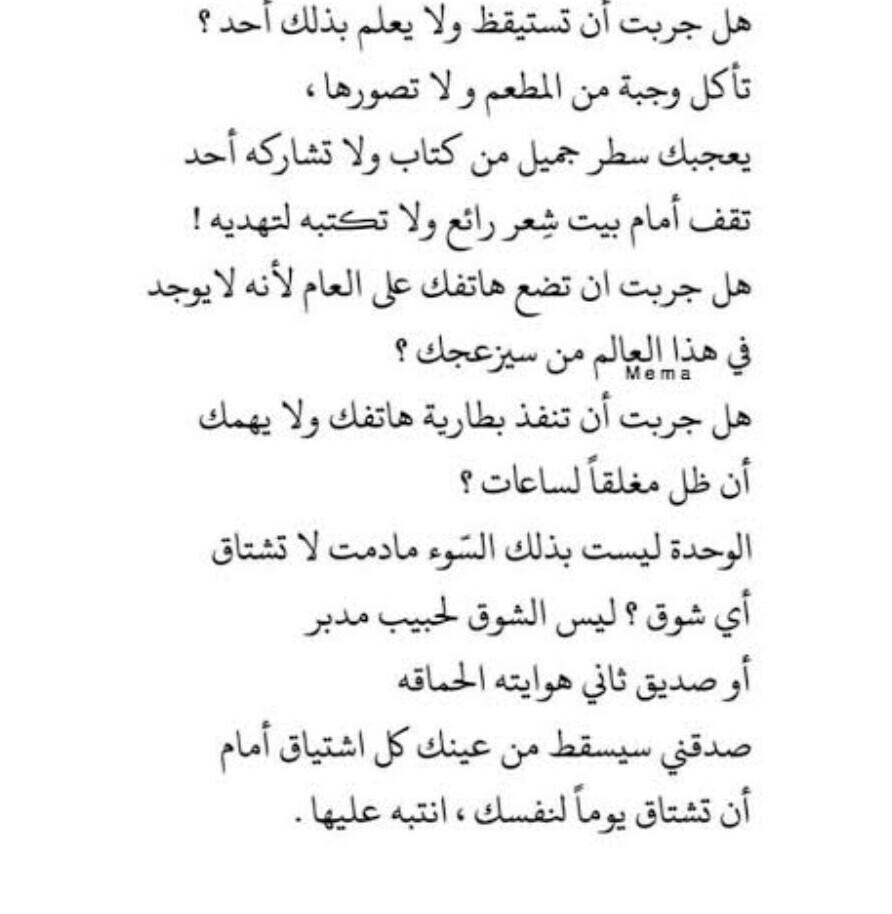 هل جربت أن تستيقظ ولا يعلم بذلك أحد ؟
تأكل وجبة من المطعم و لا تصورها ،
يعجبك سطر جميل من كتاب ولا تشاركه أحد
تقف أمام بيت شِعر رائع ولا تكتبه لتهديه !
هل جربت ان تضع هاتفك على العام لأنه لايوجد
في هذا العالم من سيزعجك ؟
Mema
هل جربت أن تنفذ بطارية هاتفك ولا يهمك
أن ظل مغلقاً لساعات ؟
الوحدة ليست بذلك السّوء مادمت لا تشتاق
أي شوق ؟ ليس الشوق لحبيب مدبر
أو صديق ثاني هوايته الحماقه
صدقني سيسقط من عينك كل اشتياق أمام
أن تشتاق يوماً لنفسك ، انتبه عليها .